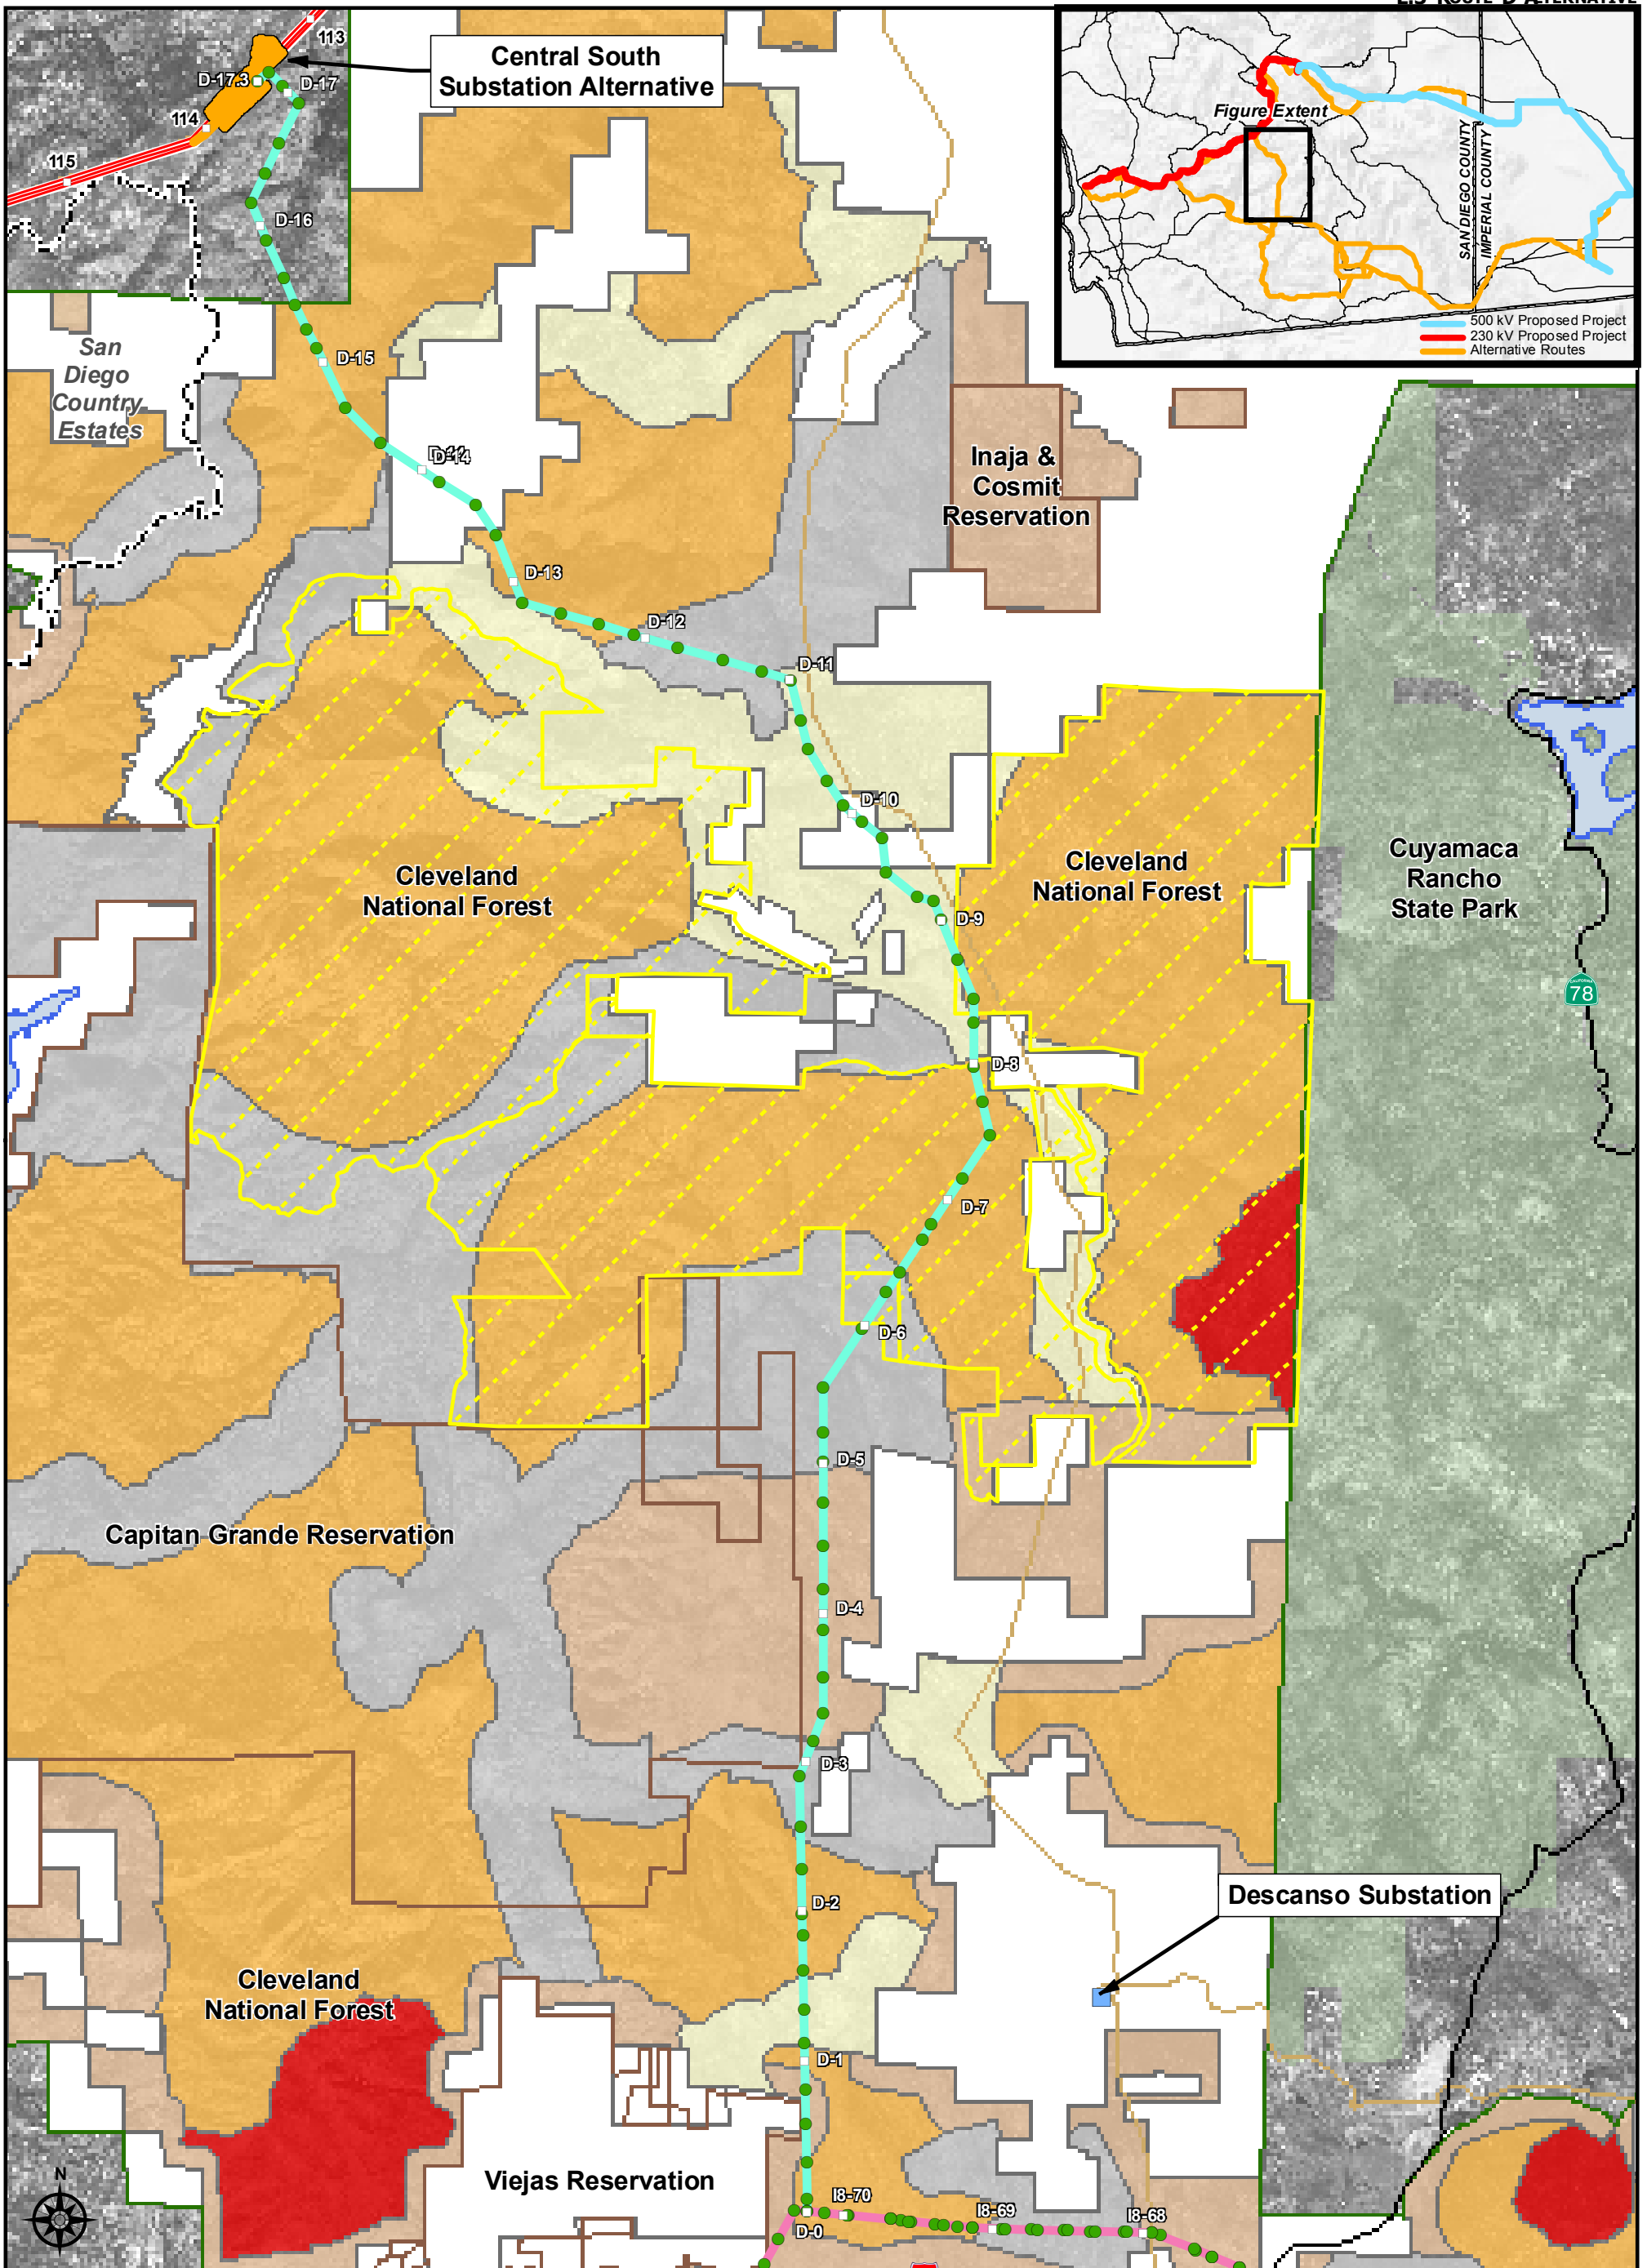 113
Central South
Substation Alternative
D-17.3
D-17
114
115
D-16
Figure Extent
SAN DIEGO COUNTY
IMPERIAL COUNTY
500 kV Proposed Project
230 kV Proposed Project
Alternative Routes
San
Diego
Country
Estates
D-15
D-14
Inaja &
Cosmit
Reservation
D-13
D-12
D-11
D-10
Cleveland
National Forest
Cleveland
National Forest
Cuyamaca
Rancho
State Park
D-9
78
D-8
D-7
D-6
D-5
Capitan Grande Reservation
D-4
D-3
Descanso Substation
D-2
Cleveland
National Forest
D-1
N
Viejas Reservation
I8-70
I8-69
I8-68
D-0